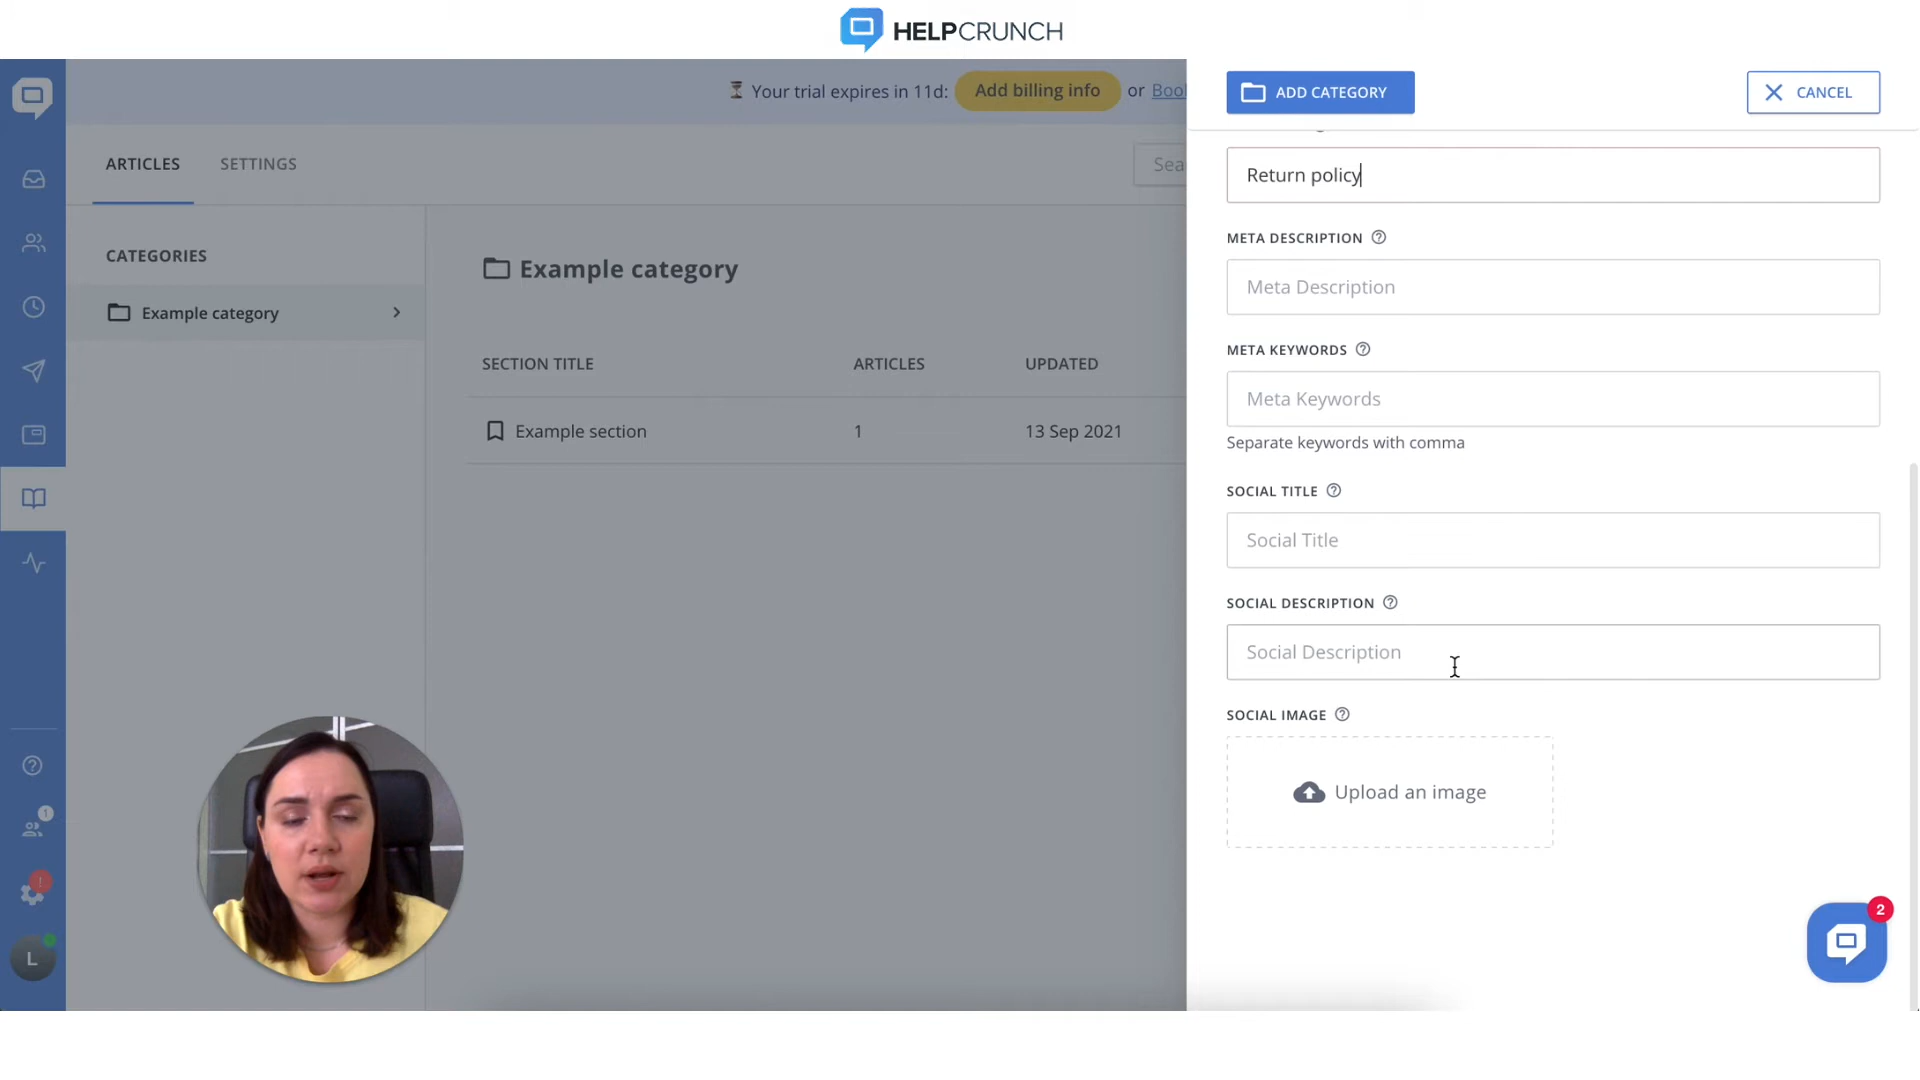 HELPCRUNCH
Your trial expires in 11d: Add billing info or Book
ADD CATEGORY
CANCEL
ARTICLES SETTINGS
Sea
CATEGORIES
Example category
Example category
SECTION TITLE ARTICLES UPDATED
Example section 1 13 Sep 2021
Return policy
META DESCRIPTION
Meta Description
META KEYWORDS
Meta Keywords
Separate keywords with comma
SOCIAL TITLE
Social Title
SOCIAL DESCRIPTION
Social Description
SOCIAL IMAGE
Upload an image
1
!
L
2